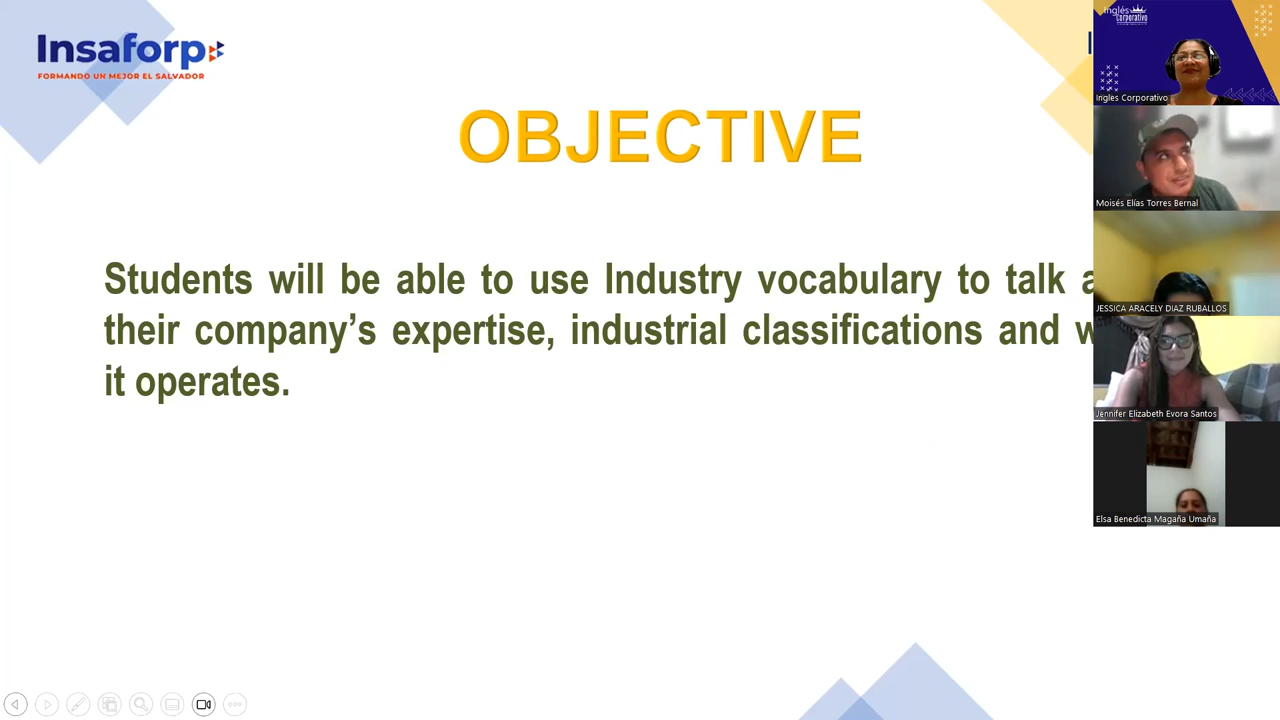 Insaforp
FORMANDO UN MEJOR EL SALVADOR
OBJECTIVE
Students will be able to use Industry vocabulary to talk
their company's expertise, industrial classifications and
it operates.
Inglés
Corporativo
Ingles Corporativo
Moisés Elías Torres Bernal
JESSICA ARACELY DIAZ RUBALLOS
Jennifer Elizabeth Evora Santos
Elsa Benedicta Magaña Umaña